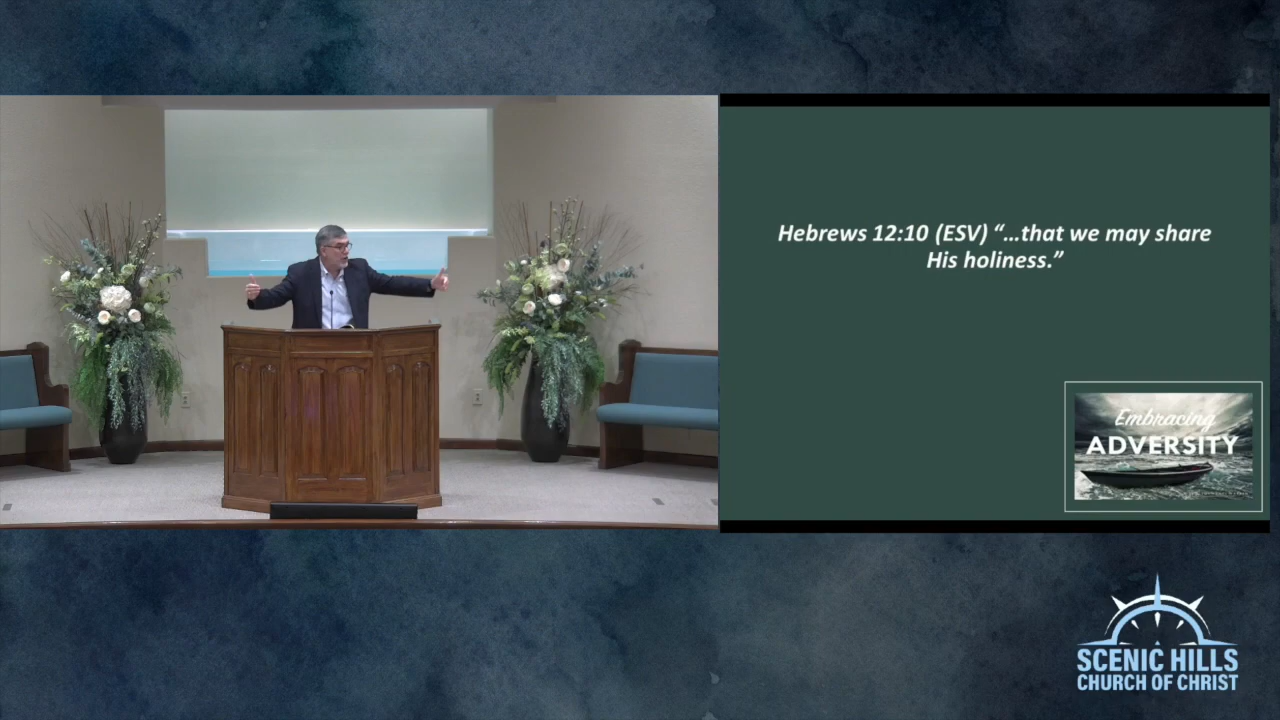 Hebrews 12:10 (ESV) “...that we may share
His holiness.”
Embracing
ADVERSITY
SCENIC HILLS
CHURCH OF CHRIST